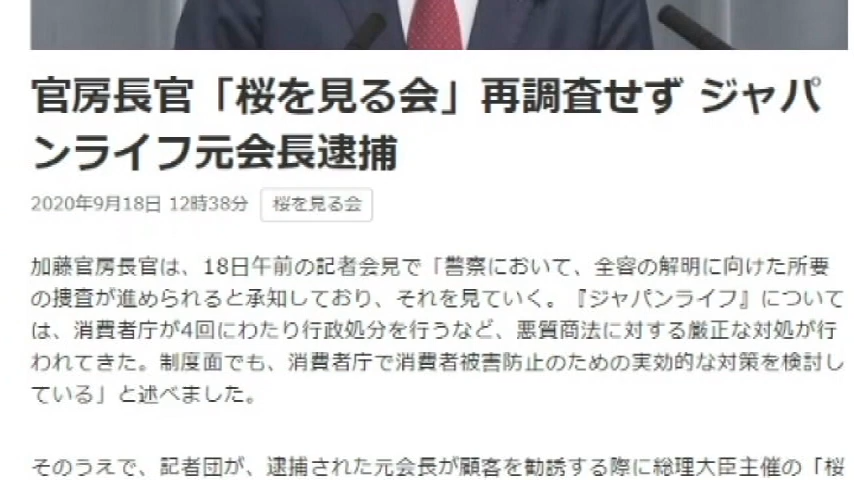 官房長官「桜を見る会」再調査せず ジャパ
ンライフ元会長逮捕
2020年9月18日 12時38分 桜を見る会
加藤官房長官は、18日午前の記者会見で「警察において、全容の解明に向けた所要
の捜査が進められると承知しており、それを見ていく。『ジャパンライフ』について
は、消費者庁が4回にわたり行政処分を行うなど、悪質商法に対する厳正な対処が行
われてきた。制度面でも、消費者庁で消費者被害防止のための実効的な対策を検討し
ている」と述べました。
そのうえで、記者団が、逮捕された元会長が顧客を勧誘する際に総理大臣主催の「桜